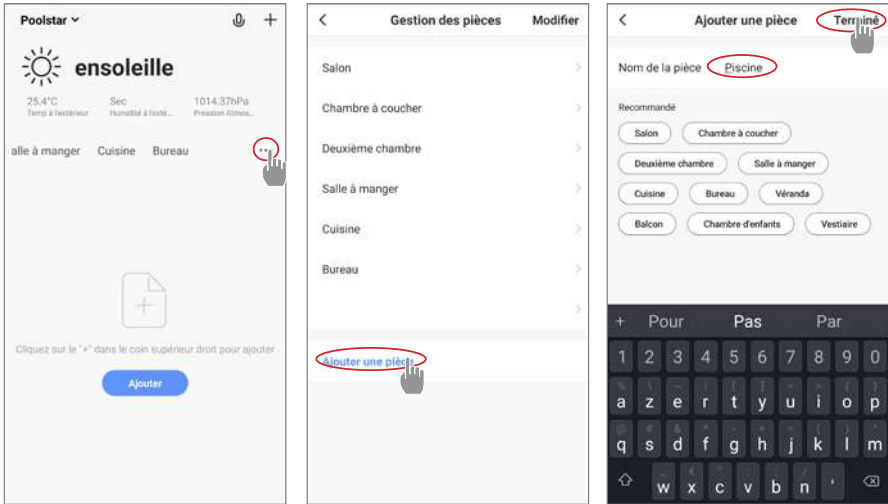 Poolstar
ensoleille
25.4°C Sec 1014.37hPa
Temp à l'extérieur Humidité à l'exté... Pression Atmos...
alle à manger Cuisine Bureau ...
Cliquez sur le "+" dans le coin supérieur droit pour ajouter
Ajouter
Gestion des pièces Modifier
Salon
Chambre à coucher
Deuxième chambre
Salle à manger
Cuisine
Bureau
Ajouter une pièce
Ajouter une pièce Terminé
Nom de la pièce Piscine
Recommandé
Salon Chambre à coucher
Deuxième chambre Salle à manger
Cuisine Bureau Véranda
Balcon Chambre d'enfants Vestiaire
+ Pour Pas Par
1 2 3 4 5 6 7 8 9 0
a z e r t y u i o p
q s d f g h j k l m
w x c v b n '